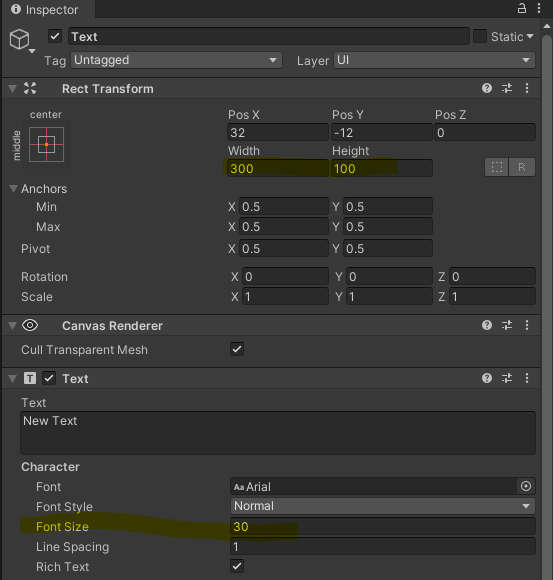 Inspector
Text Static
Tag Untagged Layer UI
Rect Transform
center
middle
Pos X Pos Y Pos Z
32 -12 0
Width Height
300 100
R
Anchors
Min X 0.5 Y 0.5
Max X 0.5 Y 0.5
Pivot X 0.5 Y 0.5
Rotation X 0 Y 0 Z 0
Scale X 1 Y 1 Z 1
Canvas Renderer
Cull Transparent Mesh
T Text
Text
New Text
Character
Font Aa Arial
Font Style Normal
Font Size 30
Line Spacing 1
Rich Text